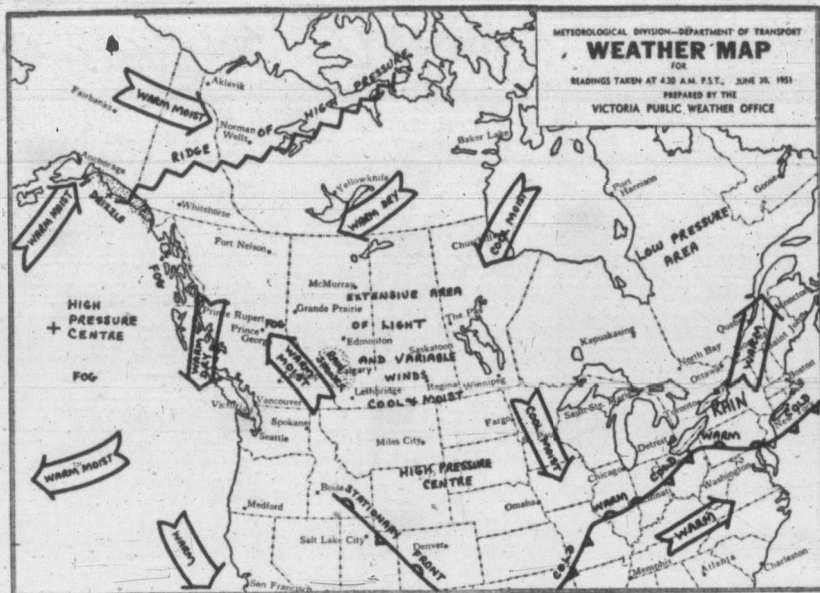 METEOROLOGICAL DIVISION—DEPARTMENT OF TRANSPORT
WEATHER MAP
FOR
READINGS TAKEN AT 4:30 A.M. P.S.T., JUNE 30, 1951
PREPARED BY THE
VICTORIA PUBLIC WEATHER OFFICE
Aklavik
Fairbanks
WARM MOIST
RIDGE OF HIGH PRESSURE
Norman
Wells
Baker Lake
Anchorage
DRIZZLE
WARM MOIST
Yellowknife
WARM DRY
Whitehorse
Port Harrison
Goose
Churchill
COOL MOIST
LOW PRESSURE
AREA
Fort Nelson
FOG
McMurray
EXTENSIVE AREA
Grande Prairie
HIGH
PRESSURE
CENTRE
Prince Rupert
Prince
George
FOG
OF LIGHT
The Pas
Edmonton
Saskatoon
AND VARIABLE
WINDS
Kapuskasing
FOG
WARM DRY
WARM MOIST
Calgary
Lethbridge
Regina
Winnipeg
COOL & MOIST
North Bay
Ottawa
Saint John
WARM
Boston
Vancouver
Victoria
Spokane
Seattle
Fargo
COOL MOIST
Toronto
RAIN
COLD
New York
WARM MOIST
Miles City
HIGH PRESSURE
CENTRE
Detroit
WARM
Chicago
COLD
Washington
Medford
Boise
STATIONARY
FRONT
Omaha
WARM
Cincinnati
WARM
Salt Lake City
Denver
WARM
COLD
Memphis
Atlanta
Charleston
San Francisco